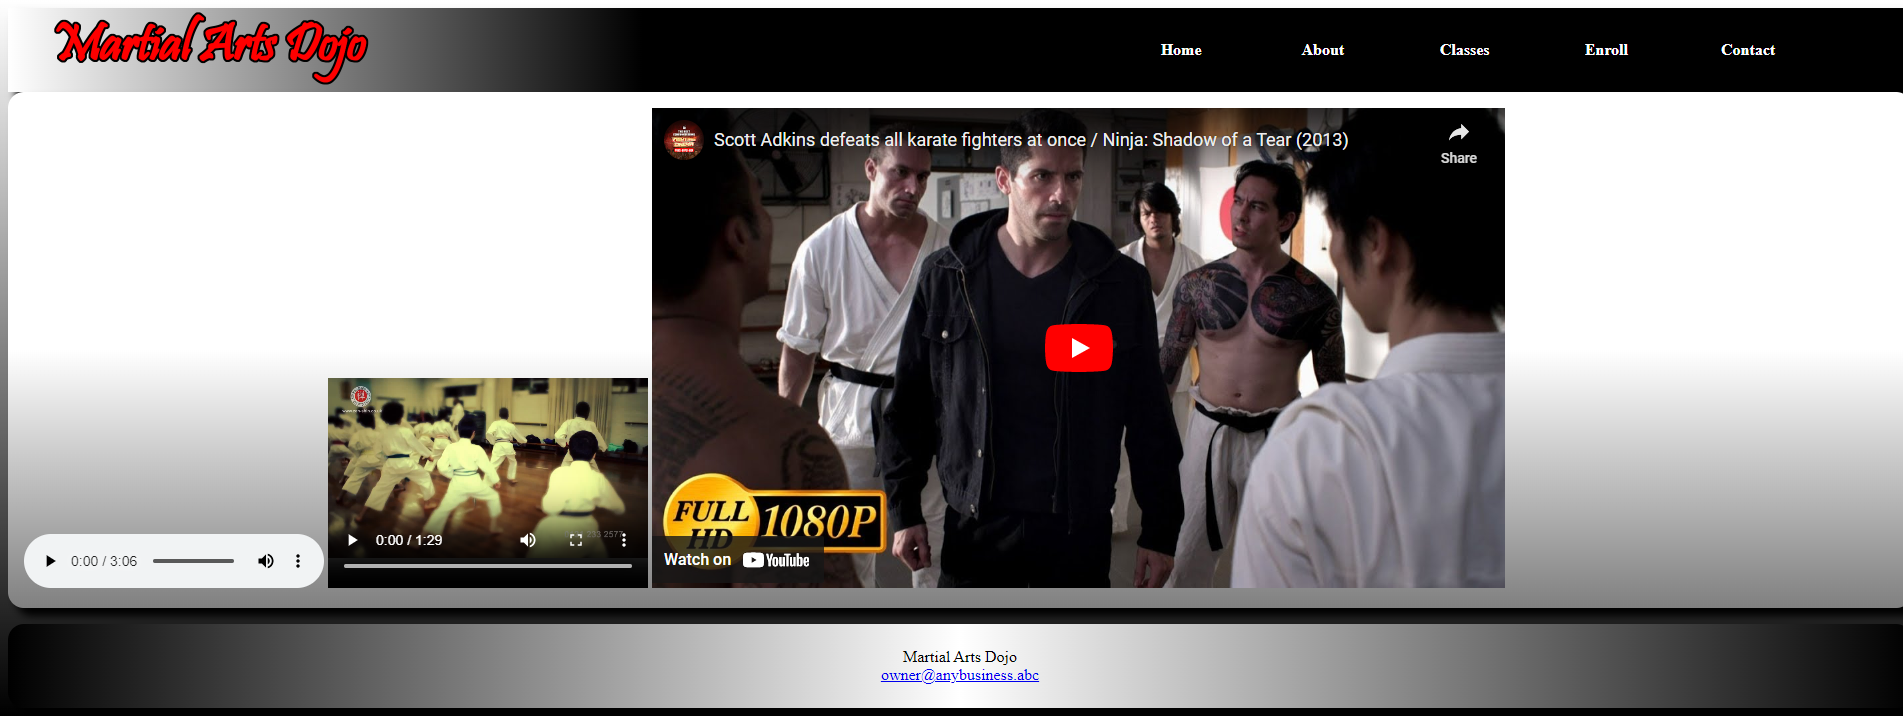 Martial Arts Dojo
Home About Classes Enroll Contact
Scott Adkins defeats all karate fighters at once / Ninja: Shadow of a Tear (2013)
Share
FULL HD 1080P
Watch on YouTube
0:00 / 3:06
0:00 / 1:29
233 2577
Martial Arts Dojo
owner@anybusiness.abc